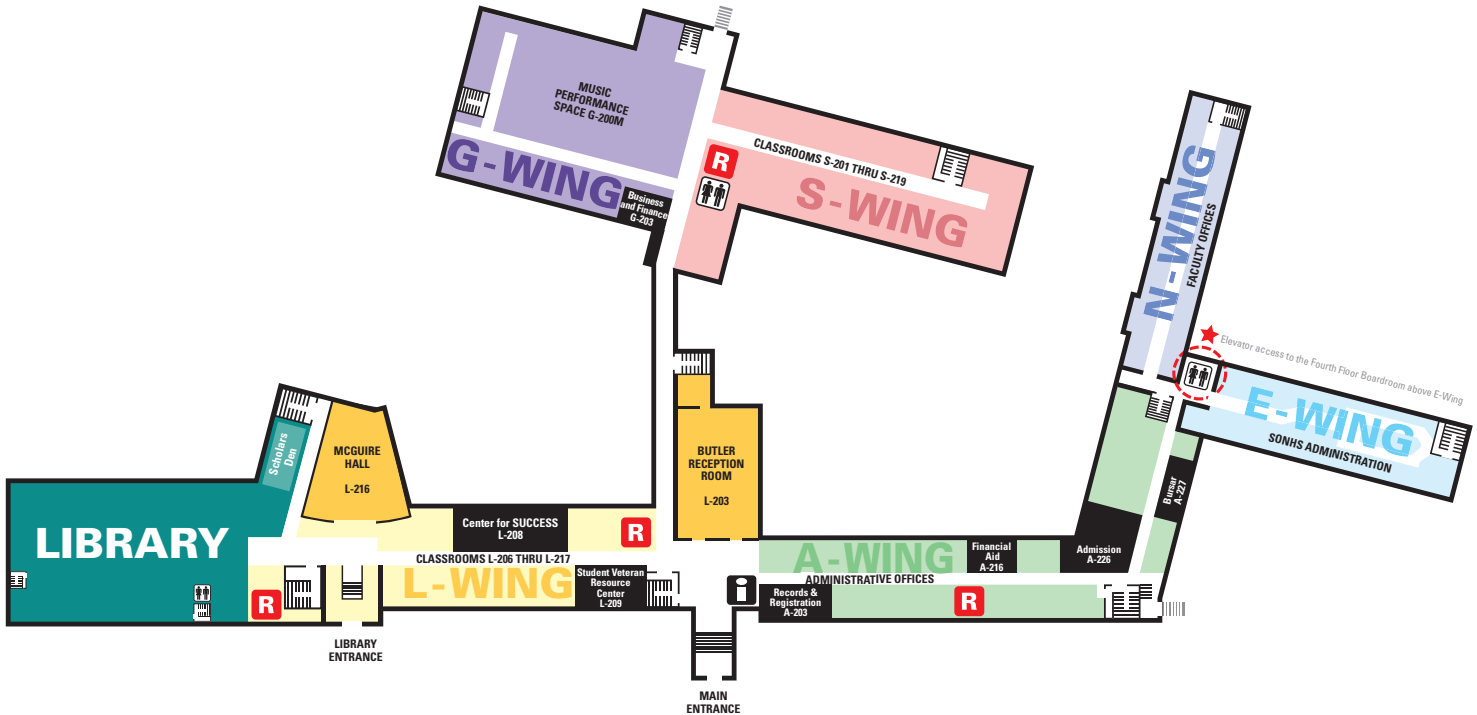 MUSIC
PERFORMANCE
SPACE G-200M
G-WING
Business
and Finance
G-203
R
CLASSROOMS S-201 THRU S-219
S-WING
N-WING
FACULTY OFFICES
Elevator access to the Fourth Floor Boardroom above E-Wing
E-WING
SONHS ADMINISTRATION
Scholars
Den
MCGUIRE
HALL
L-216
BUTLER
RECEPTION
ROOM
L-203
Bursar
A-227
LIBRARY
Center for SUCCESS
L-208
R
CLASSROOMS L-206 THRU L-217
L-WING
Student Veteran
Resource
Center
L-209
R
A-WING
Financial
Aid
A-216
Admission
A-226
ADMINISTRATIVE OFFICES
i
Records &
Registration
A-203
R
LIBRARY
ENTRANCE
MAIN
ENTRANCE